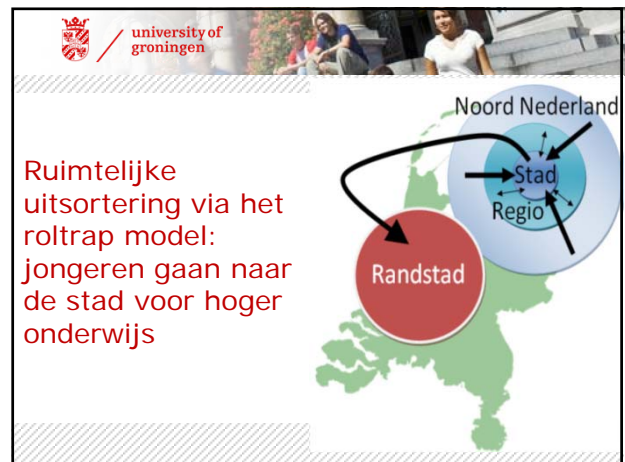 university of
groningen
Ruimtelijke
uitsortering via het
roltrap model:
jongeren gaan naar
de stad voor hoger
onderwijs
Noord Nederland
Stad
Regio
Randstad